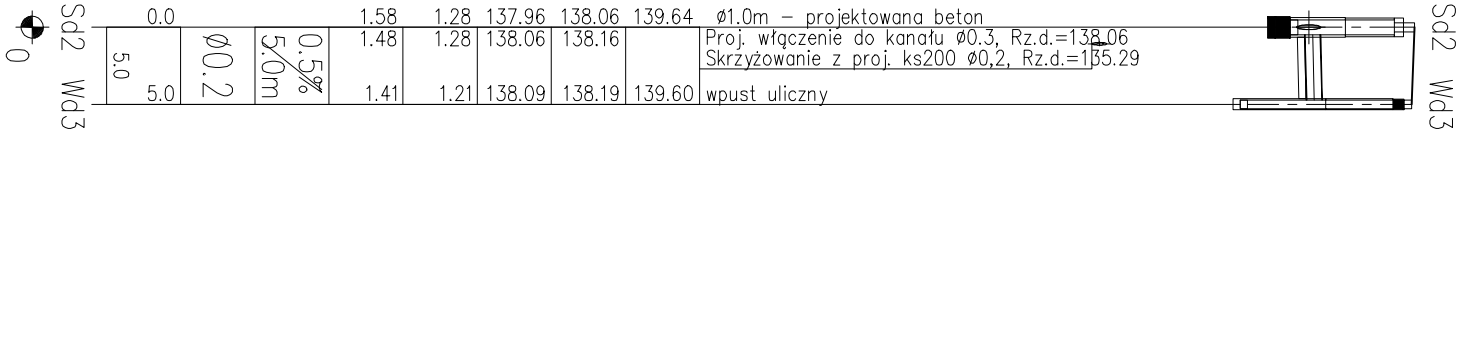 Sd2 0.0 1.58 1.28 137.96 138.06 139.64 ø1.0m – projektowana beton Sd2
1.48 1.28 138.06 138.16 Proj. włączenie do kanału ø0.3, Rz.d.=138.06
Skrzyżowanie z proj. ks200 ø0,2, Rz.d.=135.29
0 5.0 ø0.2 0.5% 5.0m
Wd3 5.0 1.41 1.21 138.09 138.19 139.60 wpust uliczny Wd3